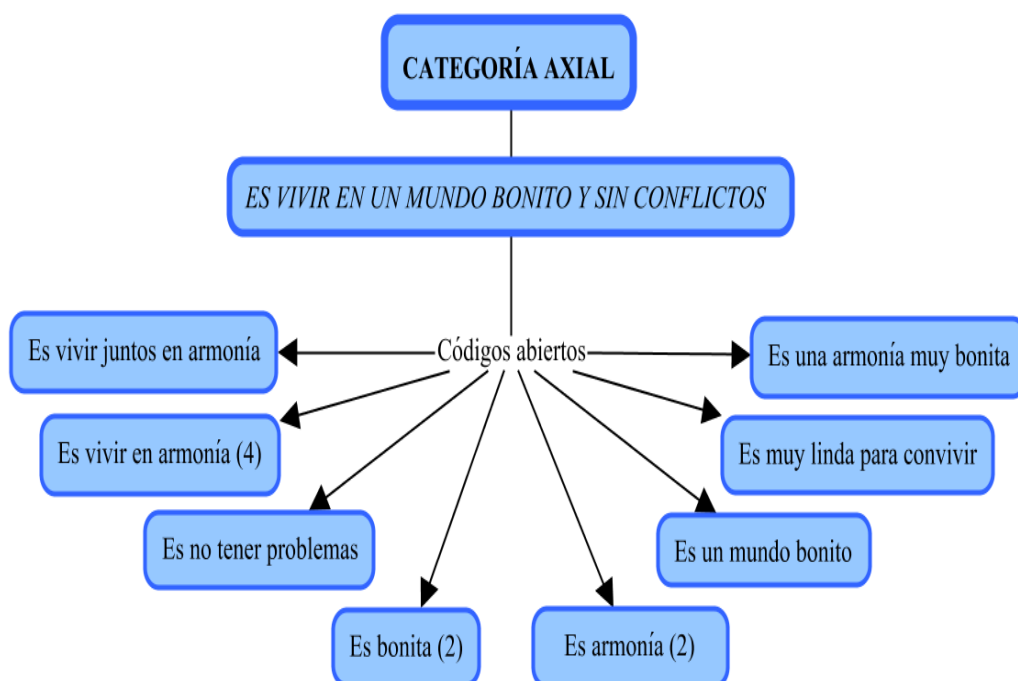 CATEGORÍA AXIAL
ES VIVIR EN UN MUNDO BONITO Y SIN CONFLICTOS
Códigos abiertos
Es vivir juntos en armonía
Es una armonía muy bonita
Es vivir en armonía (4)
Es muy linda para convivir
Es no tener problemas
Es un mundo bonito
Es bonita (2)
Es armonía (2)